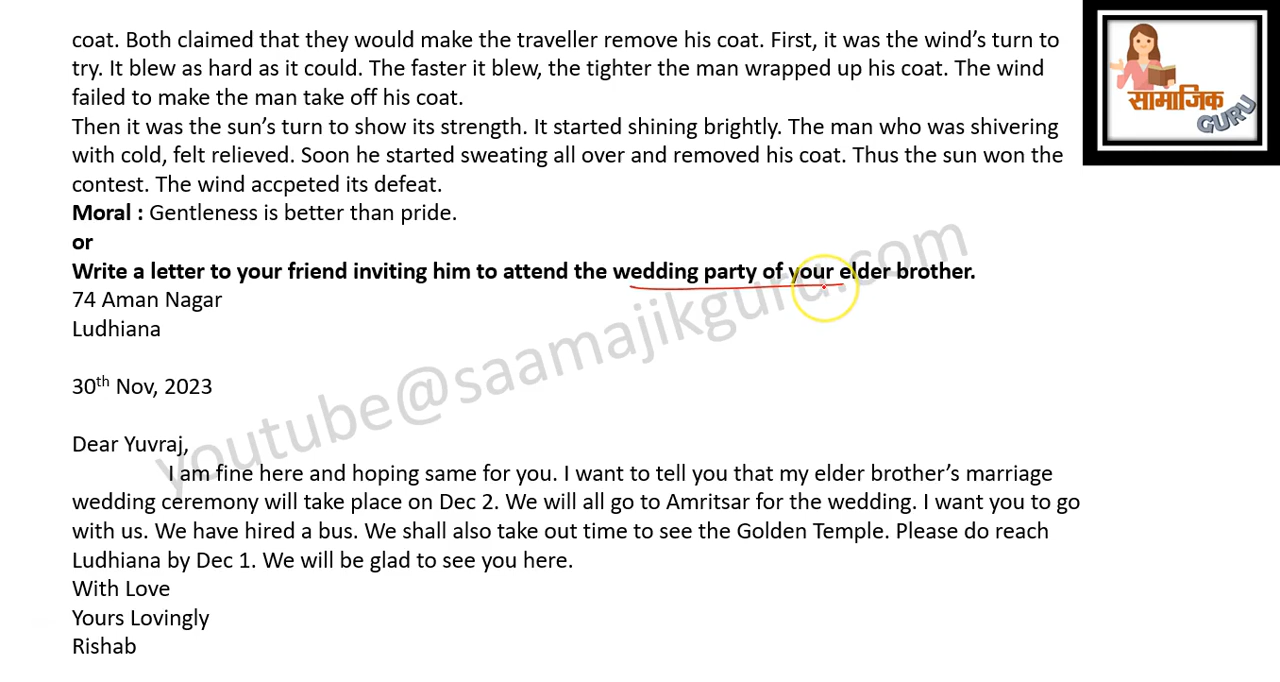 coat. Both claimed that they would make the traveller remove his coat. First, it was the wind's turn to
try. It blew as hard as it could. The faster it blew, the tighter the man wrapped up his coat. The wind
failed to make the man take off his coat.
Then it was the sun's turn to show its strength. It started shining brightly. The man who was shivering
with cold, felt relieved. Soon he started sweating all over and removed his coat. Thus the sun won the
contest. The wind accpeted its defeat.
Moral : Gentleness is better than pride.
or
Write a letter to your friend inviting him to attend the wedding party of your elder brother.
74 Aman Nagar
Ludhiana
30th Nov, 2023
Dear Yuvraj,
I am fine here and hoping same for you. I want to tell you that my elder brother's marriage
wedding ceremony will take place on Dec 2. We will all go to Amritsar for the wedding. I want you to go
with us. We have hired a bus. We shall also take out time to see the Golden Temple. Please do reach
Ludhiana by Dec 1. We will be glad to see you here.
With Love
Yours Lovingly
Rishab
सामाजिक
GURU
youtube@saamajikguru.com